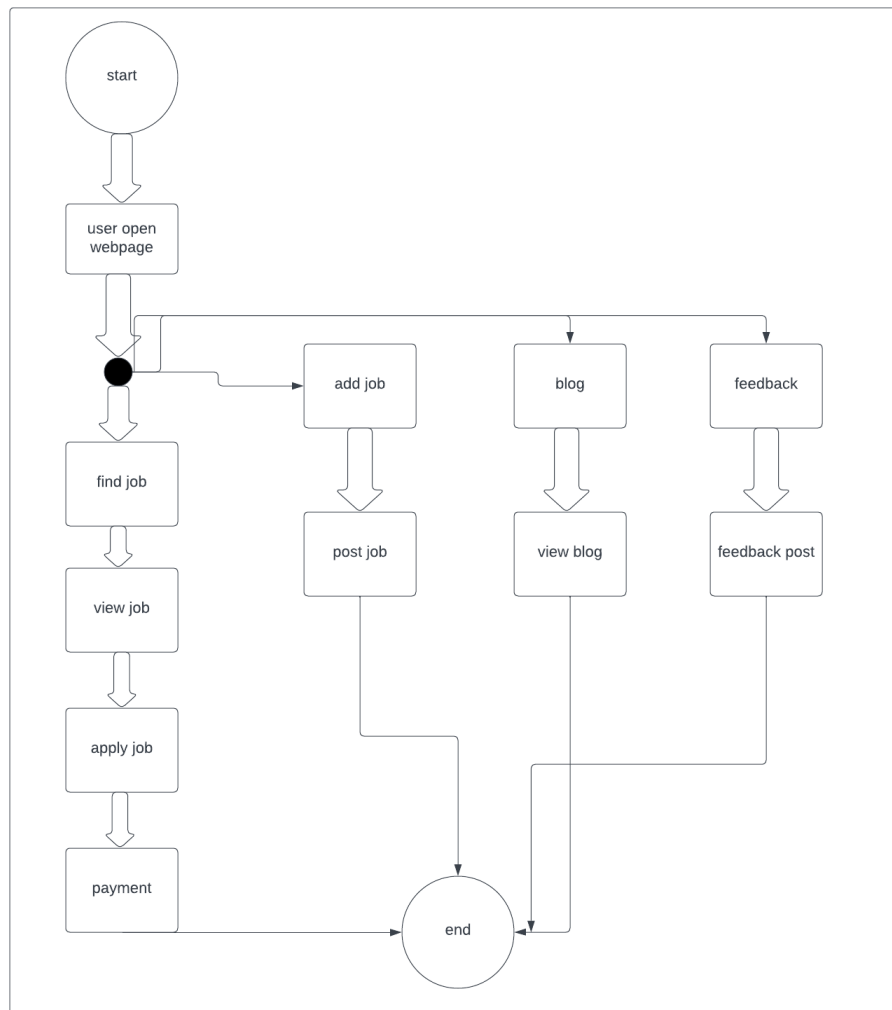 start
user open
webpage
add job
blog
feedback
find job
post job
view blog
feedback post
view job
apply job
payment
end